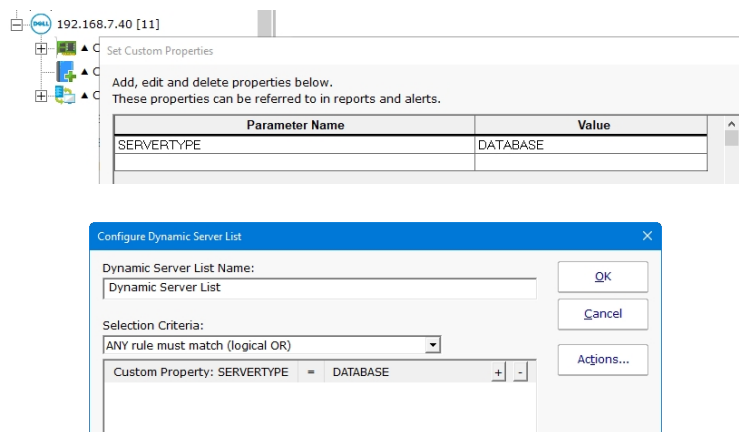 DELL 192.168.7.40 [11]
▲ C
Set Custom Properties
▲ C
Add, edit and delete properties below.
▲ C
These properties can be referred to in reports and alerts.
Parameter Name Value
SERVERTYPE DATABASE
Configure Dynamic Server List
Dynamic Server List Name:
OK
Dynamic Server List
Cancel
Selection Criteria:
ANY rule must match (logical OR)
Actions...
Custom Property: SERVERTYPE = DATABASE + -